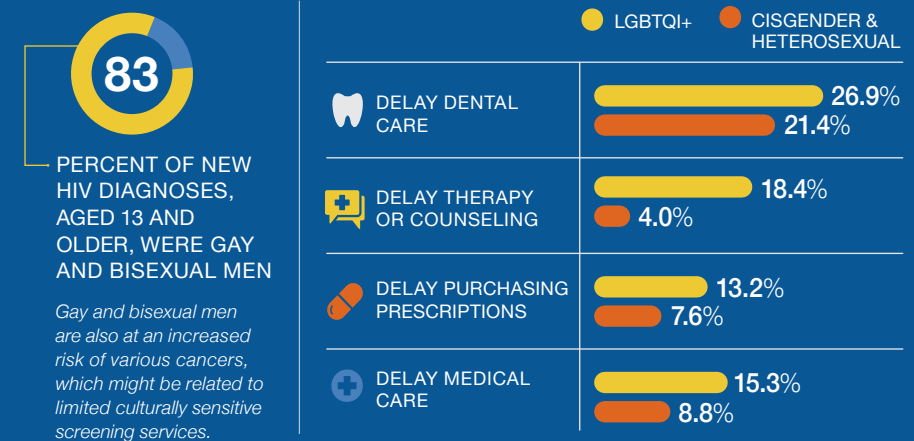 83
PERCENT OF NEW
HIV DIAGNOSES,
AGED 13 AND
OLDER, WERE GAY
AND BISEXUAL MEN
Gay and bisexual men
are also at an increased
risk of various cancers,
which might be related to
limited culturally sensitive
screening services.
LGBTQI+
CISGENDER &
HETEROSEXUAL
DELAY DENTAL
CARE
26.9%
21.4%
DELAY THERAPY
OR COUNSELING
18.4%
4.0%
DELAY PURCHASING
PRESCRIPTIONS
13.2%
7.6%
DELAY MEDICAL
CARE
15.3%
8.8%